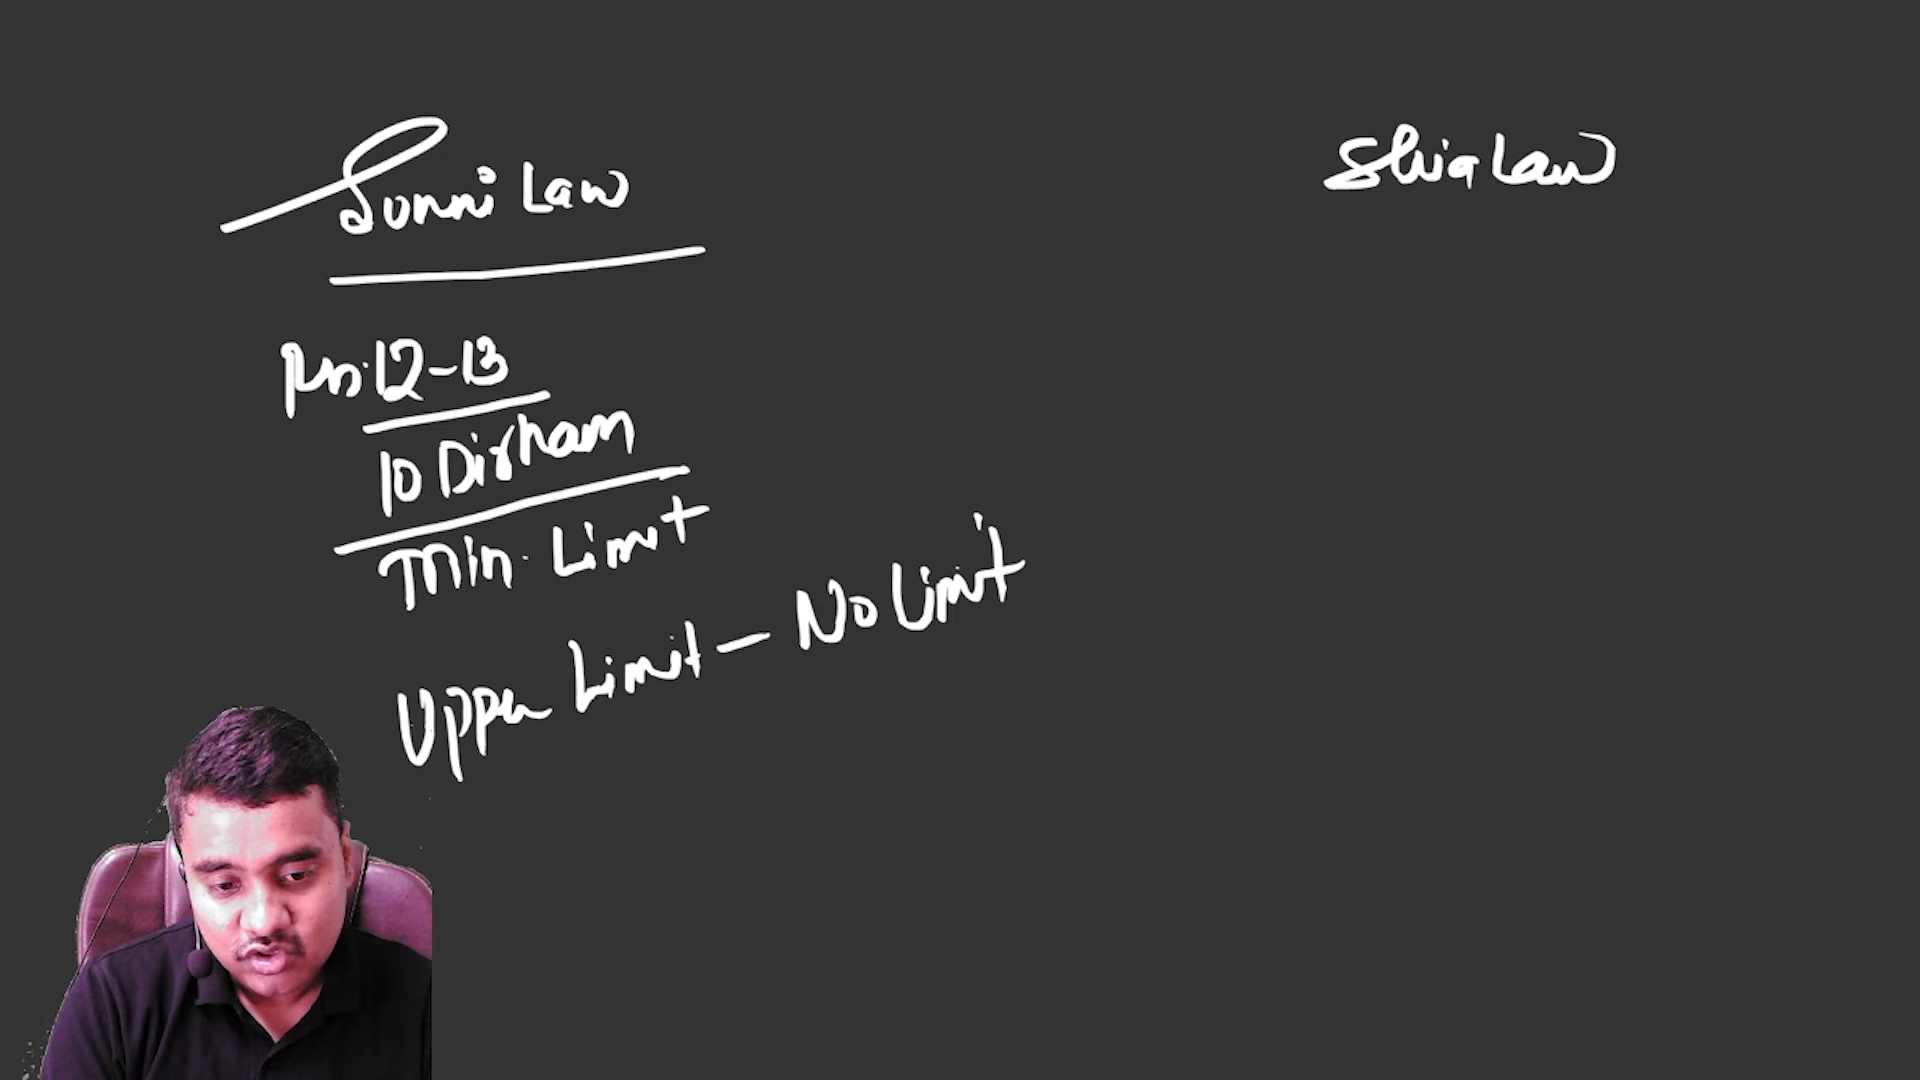 Sunni Law
Shia Law
Rs. 12-13
10 Dirham
Min. Limit
Upper Limit - No Limit